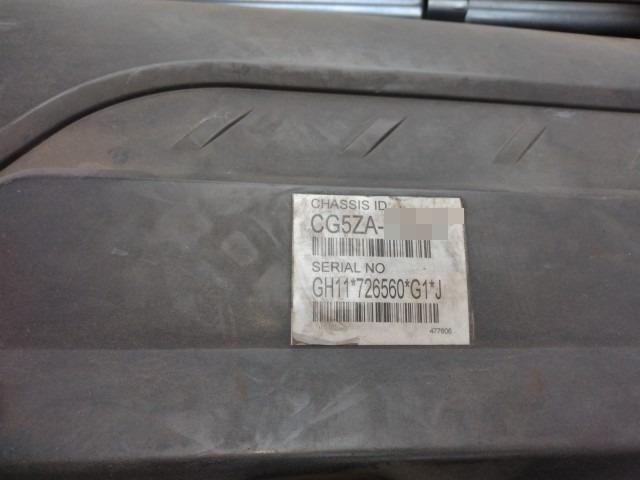 CHASSIS ID
CG5ZA-
SERIAL NO
GH11*726560*G1*J
477606